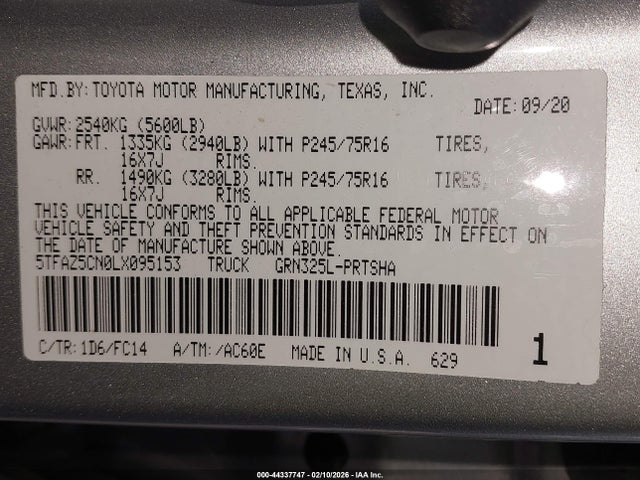 MFD.BY:TOYOTA MOTOR MANUFACTURING, TEXAS, INC.
DATE:09/20
GVWR:2540KG (5600LB)
GAWR:FRT. 1335KG (2940LB) WITH P245/75R16 TIRES,
16X7J RIMS.
RR. 1490KG (3280LB) WITH P245/75R16 TIRES,
16X7J RIMS.
THIS VEHICLE CONFORMS TO ALL APPLICABLE FEDERAL MOTOR
VEHICLE SAFETY AND THEFT PREVENTION STANDARDS IN EFFECT ON
THE DATE OF MANUFACTURE SHOWN ABOVE.
5TFAZ5CN0LX095153 TRUCK GRN325L-PRTSHA
C/TR:1D6/FC14 A/TM:/AC60E MADE IN U.S.A. 629 1
000-44337747 - 02/10/2026 - IAA Inc.